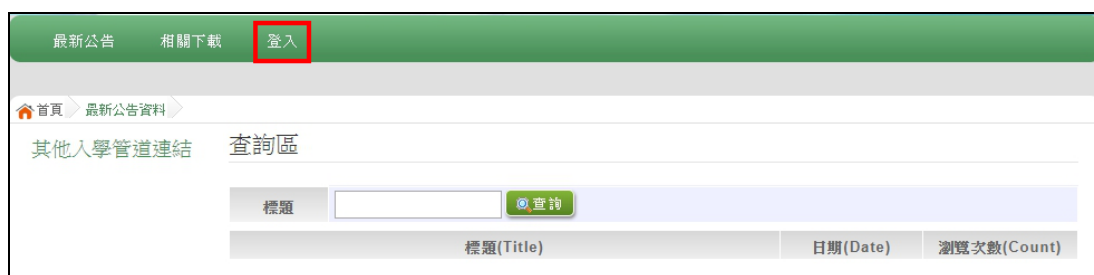 最新公告 相關下載 登入
首頁 最新公告資料
其他入學管道連結 查詢區
標題 查詢
標題(Title) 日期(Date) 瀏覽次數(Count)